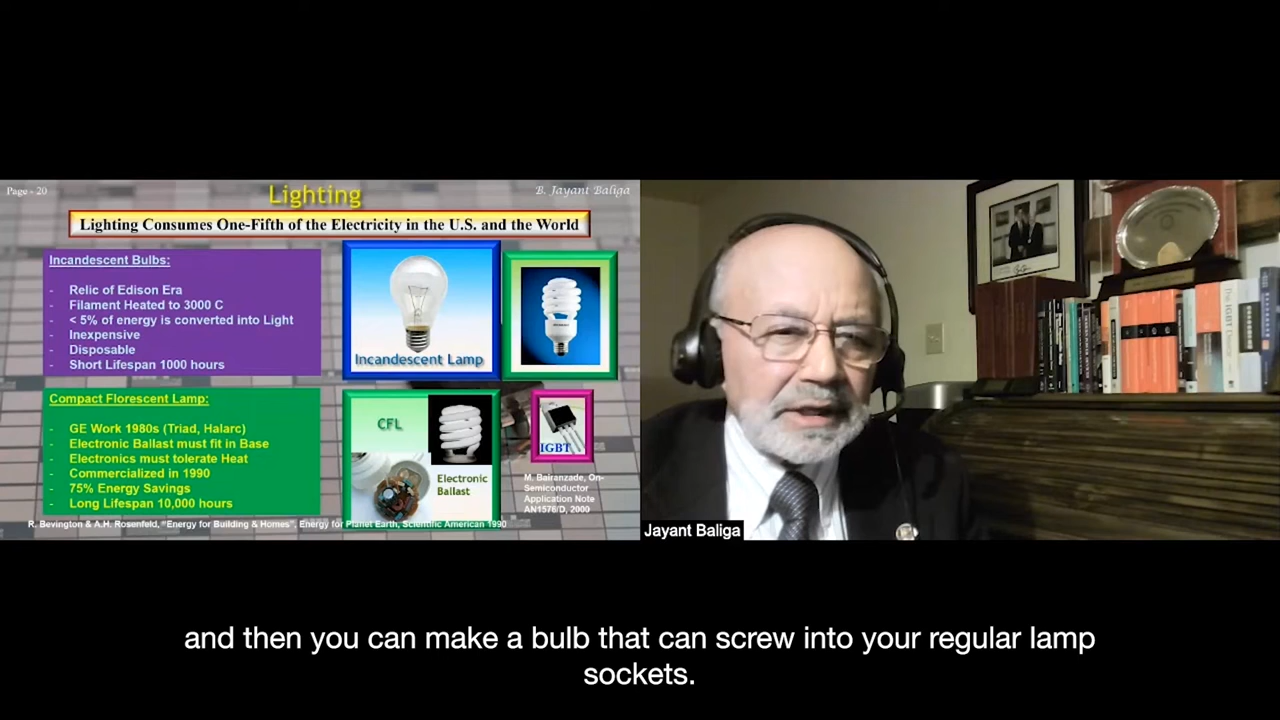 Page - 20
Lighting
B. Jayant Baliga
Lighting Consumes One-Fifth of the Electricity in the U.S. and the World
Incandescent Bulbs:
- Relic of Edison Era
- Filament Heated to 3000 C
- < 5% of energy is converted into Light
- Inexpensive
- Disposable
- Short Lifespan 1000 hours
Incandescent Lamp
Compact Florescent Lamp:
- GE Work 1980s (Triad, Halarc)
- Electronic Ballast must fit in Base
- Electronics must tolerate Heat
- Commercialized in 1990
- 75% Energy Savings
- Long Lifespan 10,000 hours
CFL
Electronic
Ballast
IGBT
M. Bairanzade, On-
Semiconductor
Application Note
AN1576/D, 2000
R. Bevington & A.H. Rosenfeld, "Energy for Building & Homes", Energy for Planet Earth, Scientific American 1990
Jayant Baliga
and then you can make a bulb that can screw into your regular lamp
sockets.